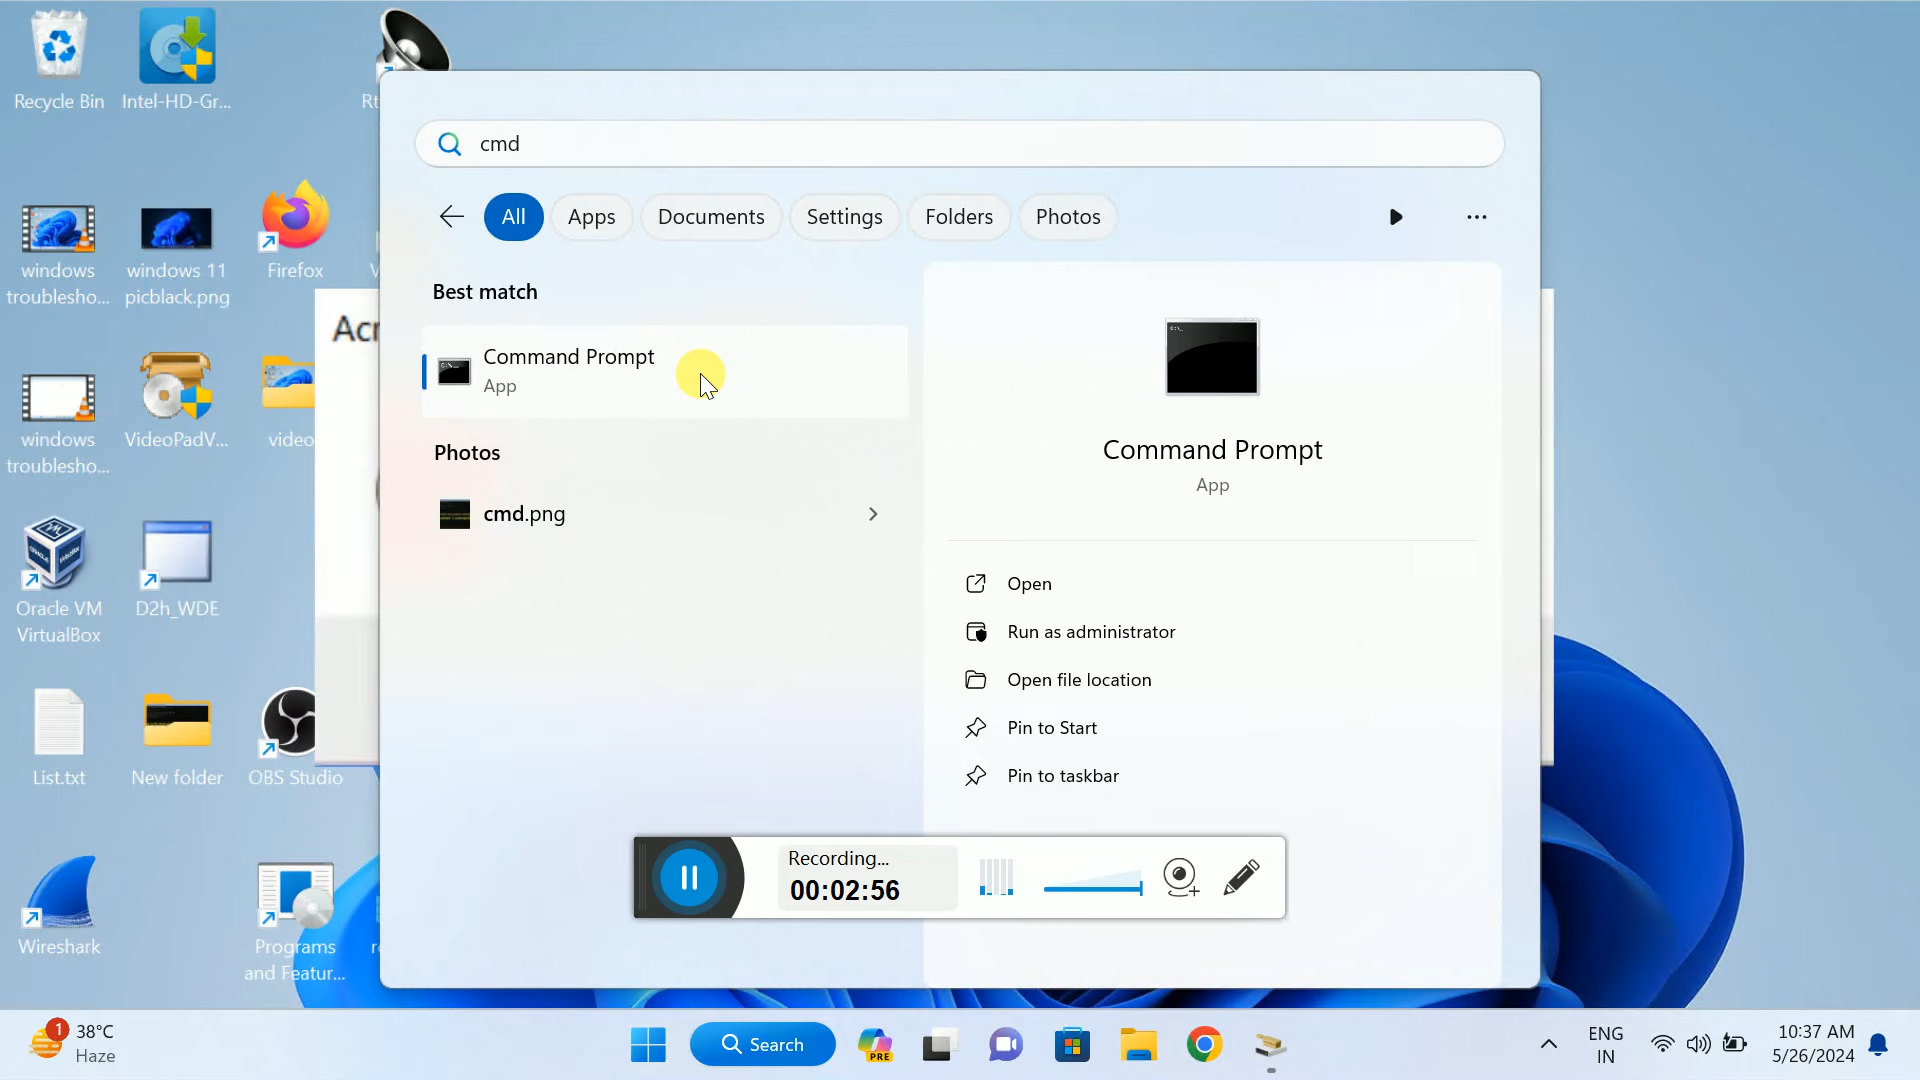 Recycle Bin
Intel-HD-Gr...
Rt
windows
troublesho...
windows 11
picblack.png
Firefox
V
windows
troublesho...
VideoPadV...
video
Oracle VM
VirtualBox
D2h_WDE
List.txt
New folder
OBS Studio
Wireshark
Programs
and Featur...
r
Acr
cmd
All
Apps
Documents
Settings
Folders
Photos
Best match
Command Prompt
App
Photos
cmd.png
Command Prompt
App
Open
Run as administrator
Open file location
Pin to Start
Pin to taskbar
Recording...
00:02:56
1
38°C
Haze
Search
PRE
ENG
IN
10:37 AM
5/26/2024